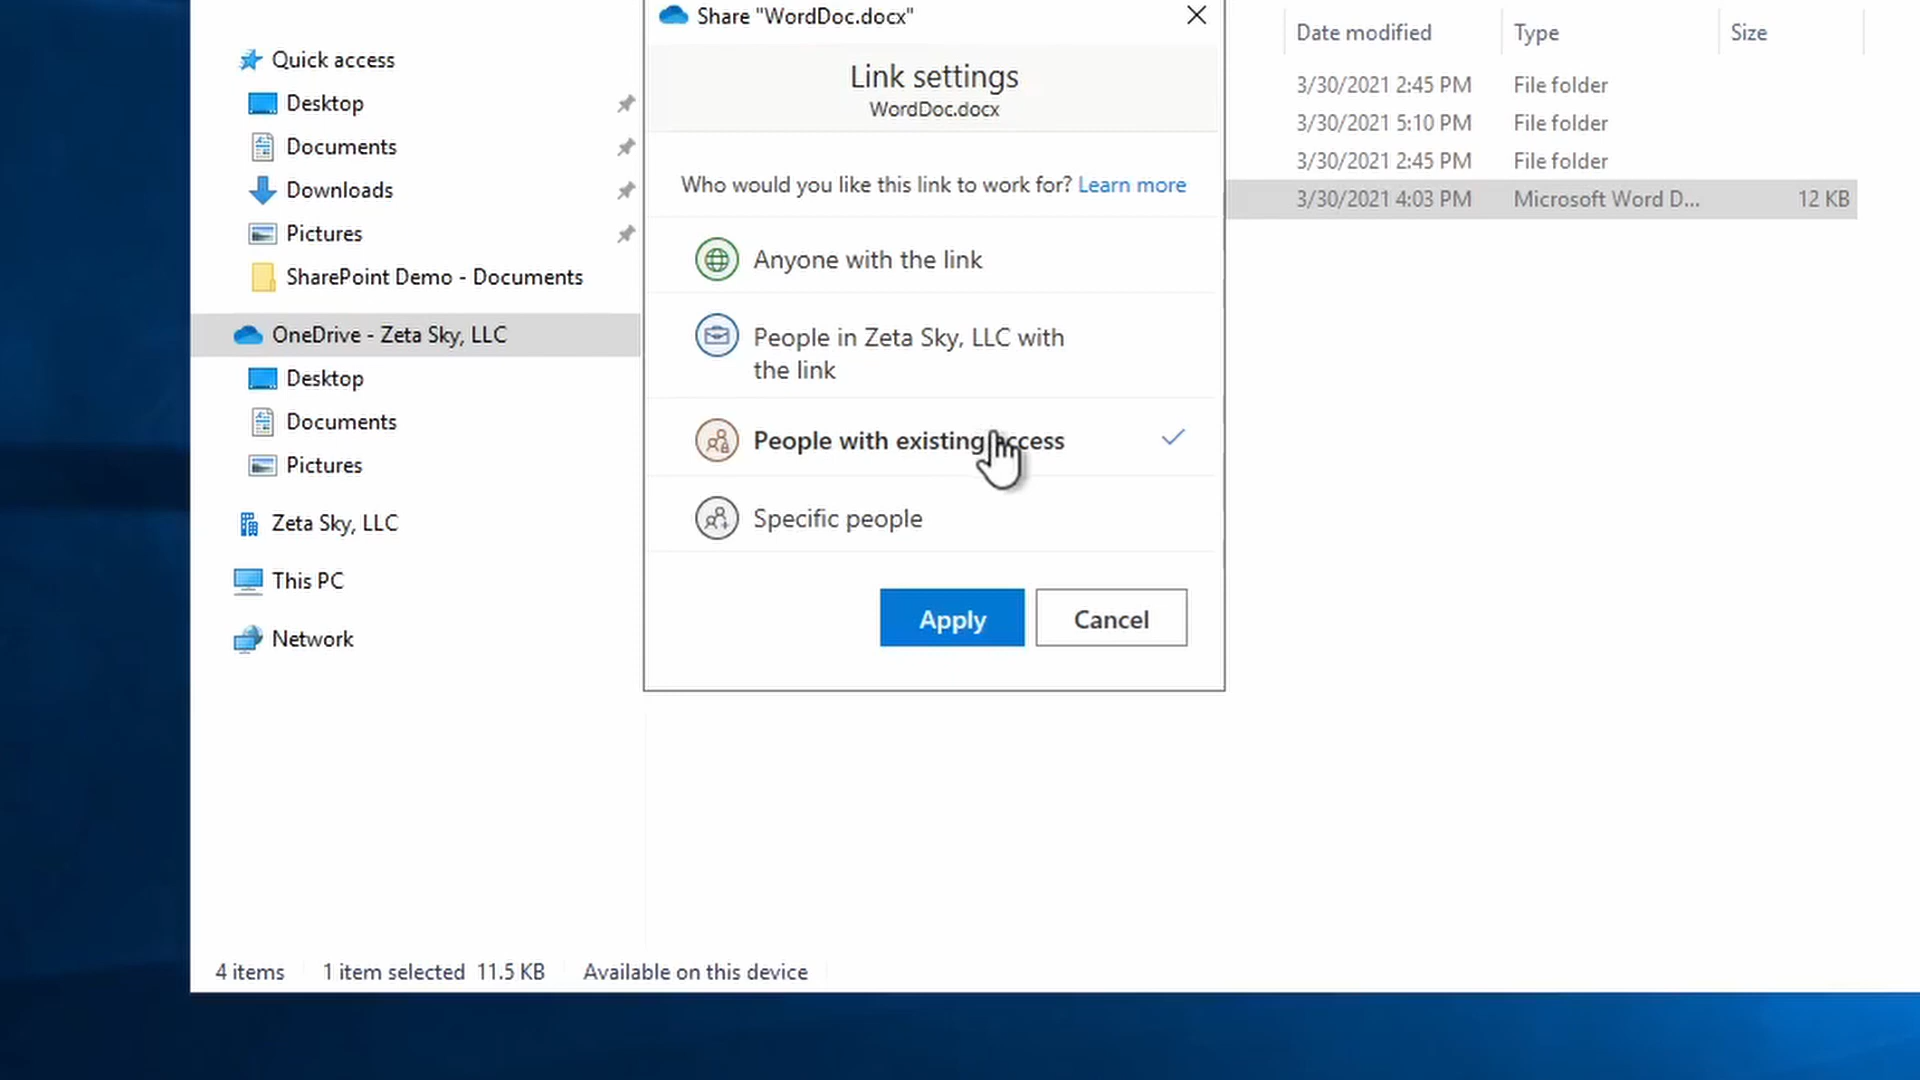 Quick access
Desktop
Documents
Downloads
Pictures
SharePoint Demo - Documents
OneDrive - Zeta Sky, LLC
Desktop
Documents
Pictures
Zeta Sky, LLC
This PC
Network
Share "WordDoc.docx"
Link settings
WordDoc.docx
Who would you like this link to work for? Learn more
Anyone with the link
People in Zeta Sky, LLC with
the link
People with existing access
Specific people
Apply
Cancel
Date modified Type Size
3/30/2021 2:45 PM File folder
3/30/2021 5:10 PM File folder
3/30/2021 2:45 PM File folder
3/30/2021 4:03 PM Microsoft Word D... 12 KB
4 items 1 item selected 11.5 KB Available on this device